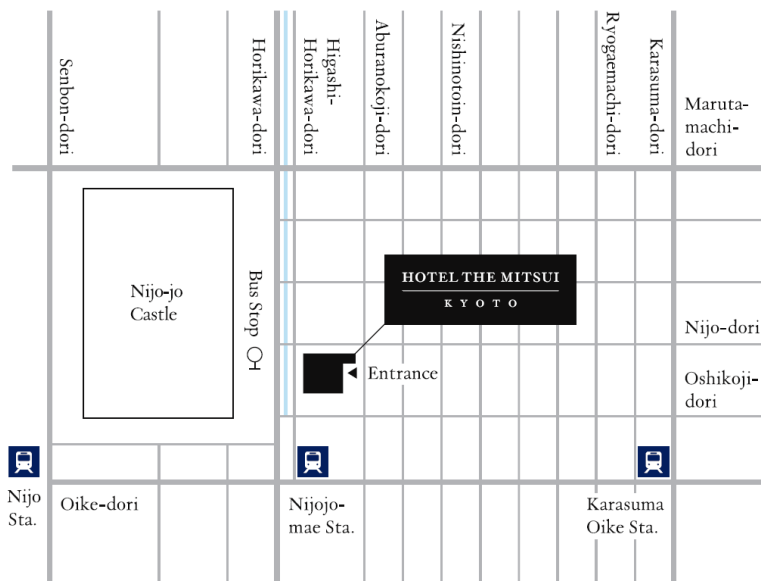 Senbon-dori
Horikawa-dori
Higashi-
Horikawa-dori
Aburanokoji-dori
Nishinotoin-dori
Ryogaemachi-dori
Karasuma-dori
Maruta-
machi-
dori
Nijo-jo
Castle
Bus Stop
HOTEL THE MITSUI
KYOTO
Nijo-dori
Entrance
Oshikoji-
dori
Nijo
Sta.
Oike-dori
Nijojo-
mae Sta.
Karasuma
Oike Sta.